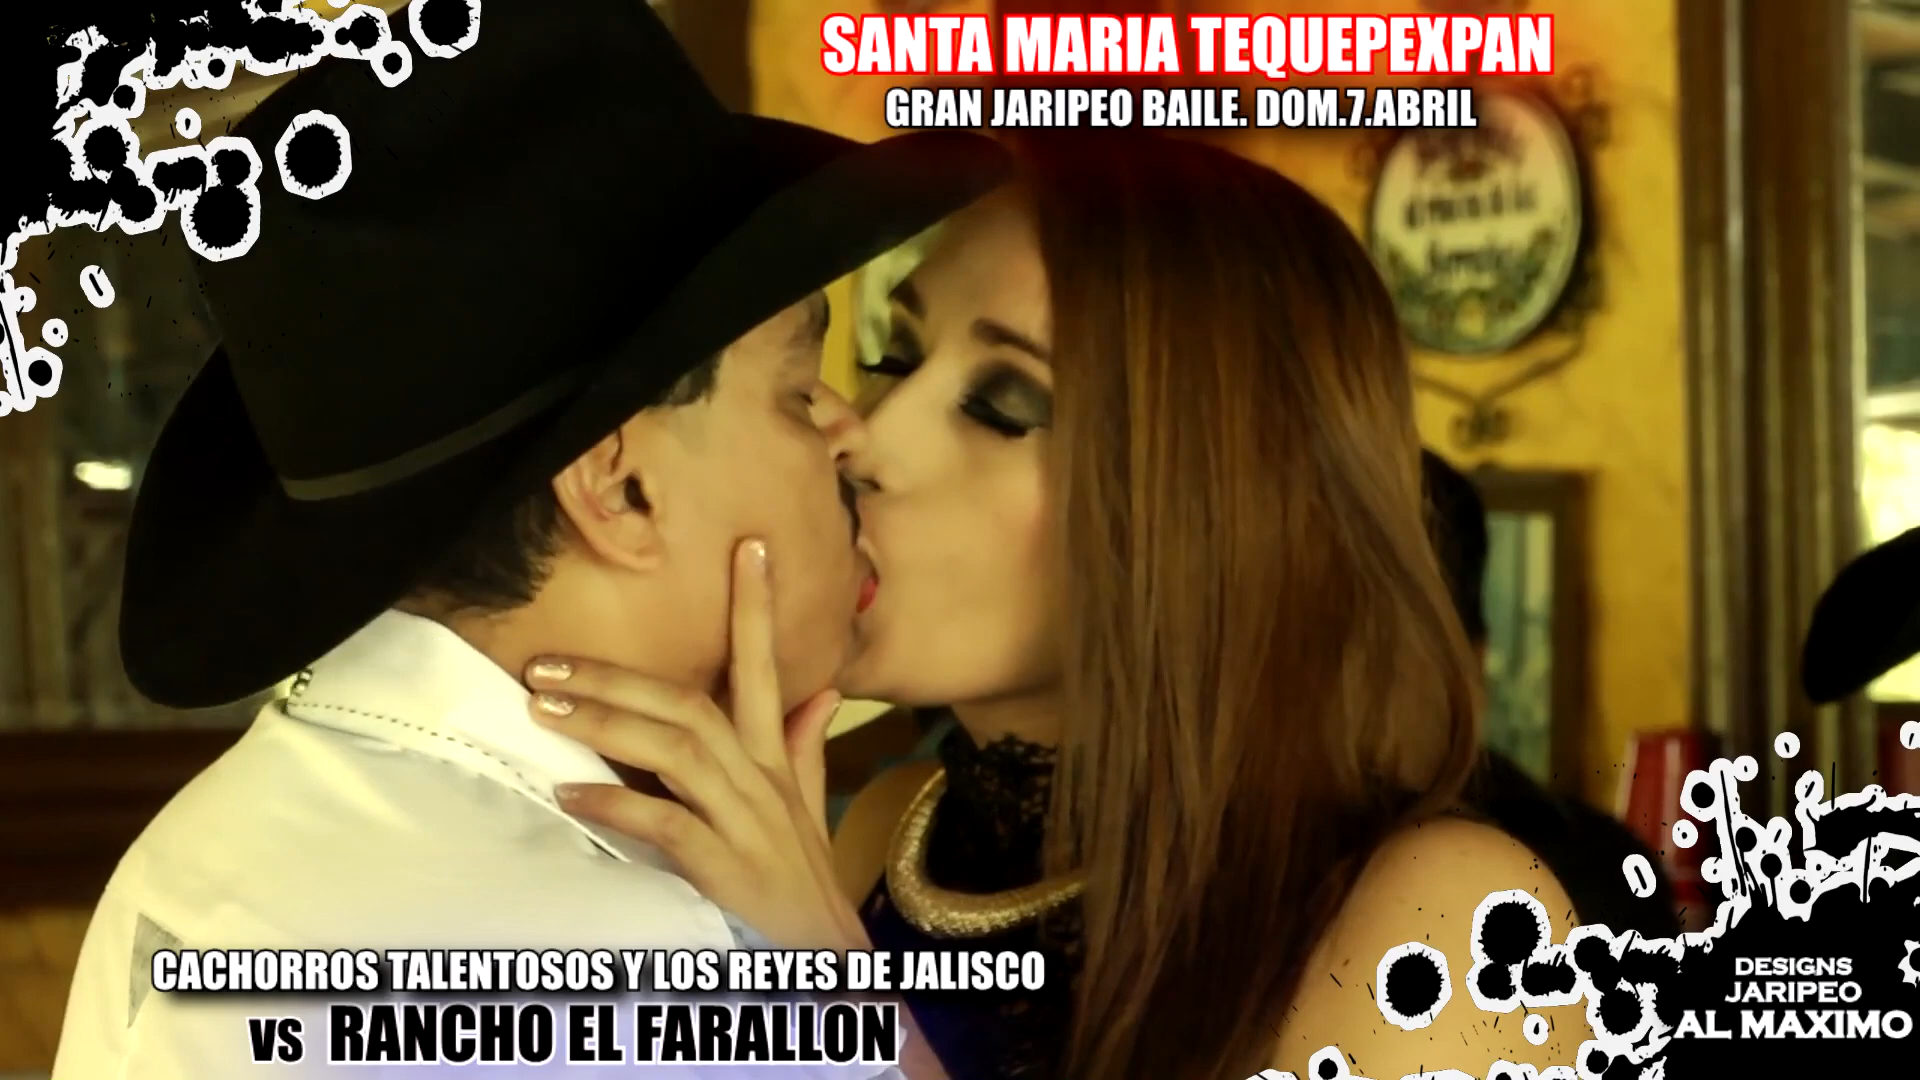 SANTA MARIA TEQUEPEXPAN
GRAN JARIPEO BAILE. DOM.7.ABRIL
CACHORROS TALENTOSOS Y LOS REYES DE JALISCO
VS RANCHO EL FARALLON
DESIGNS
JARIPEO
AL MAXIMO